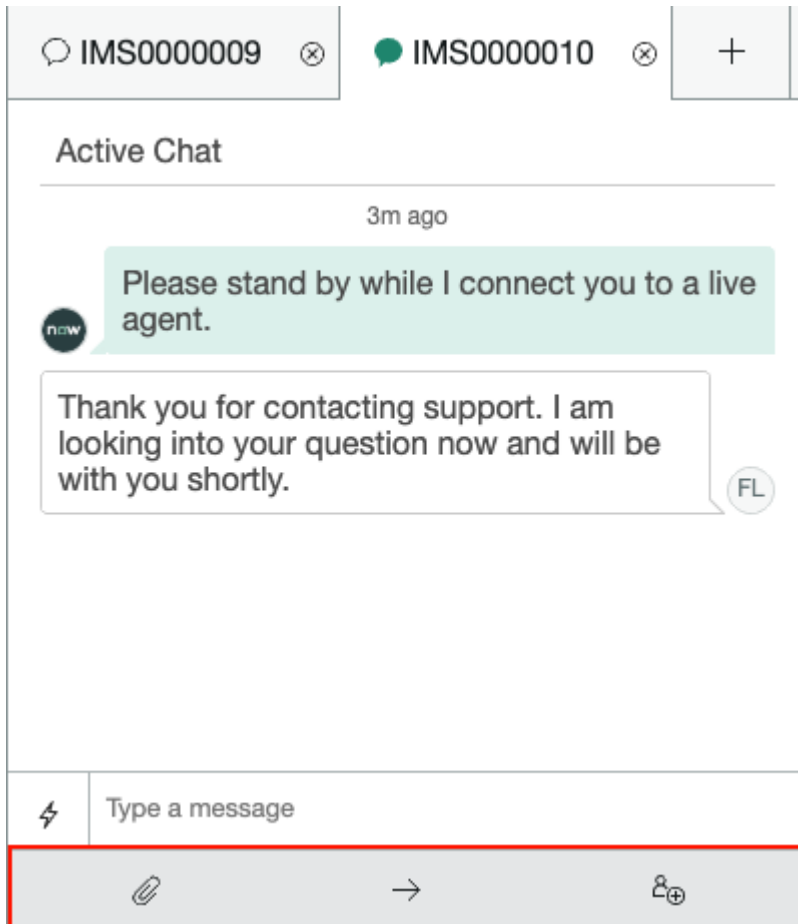 IMS0000009
IMS0000010
Active Chat
3m ago
Please stand by while I connect you to a live
agent.
now
Thank you for contacting support. I am
looking into your question now and will be
with you shortly.
FL
Type a message